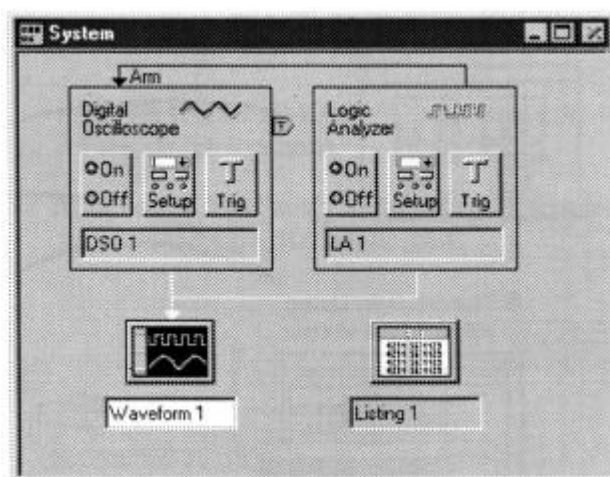 System
Arm
Digital Oscilloscope
On
Off
Setup
Trig
DSO 1
T
Logic Analyzer
On
Off
Setup
Trig
LA 1
Waveform 1
Listing 1